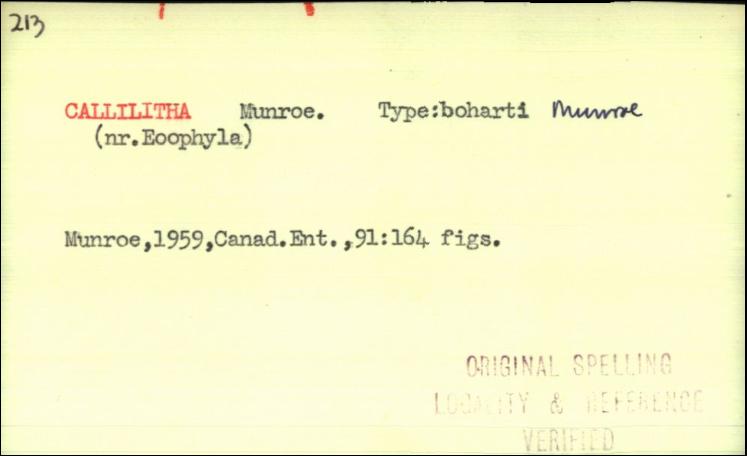 213
CALLILITHA Munroe. Type:boharti Munroe
(nr.Eoophyla)
Munroe,1959,Canad.Ent.,91:164 figs.
ORIGINAL SPELLING
LOCALITY & REFERENCE
VERIFIED